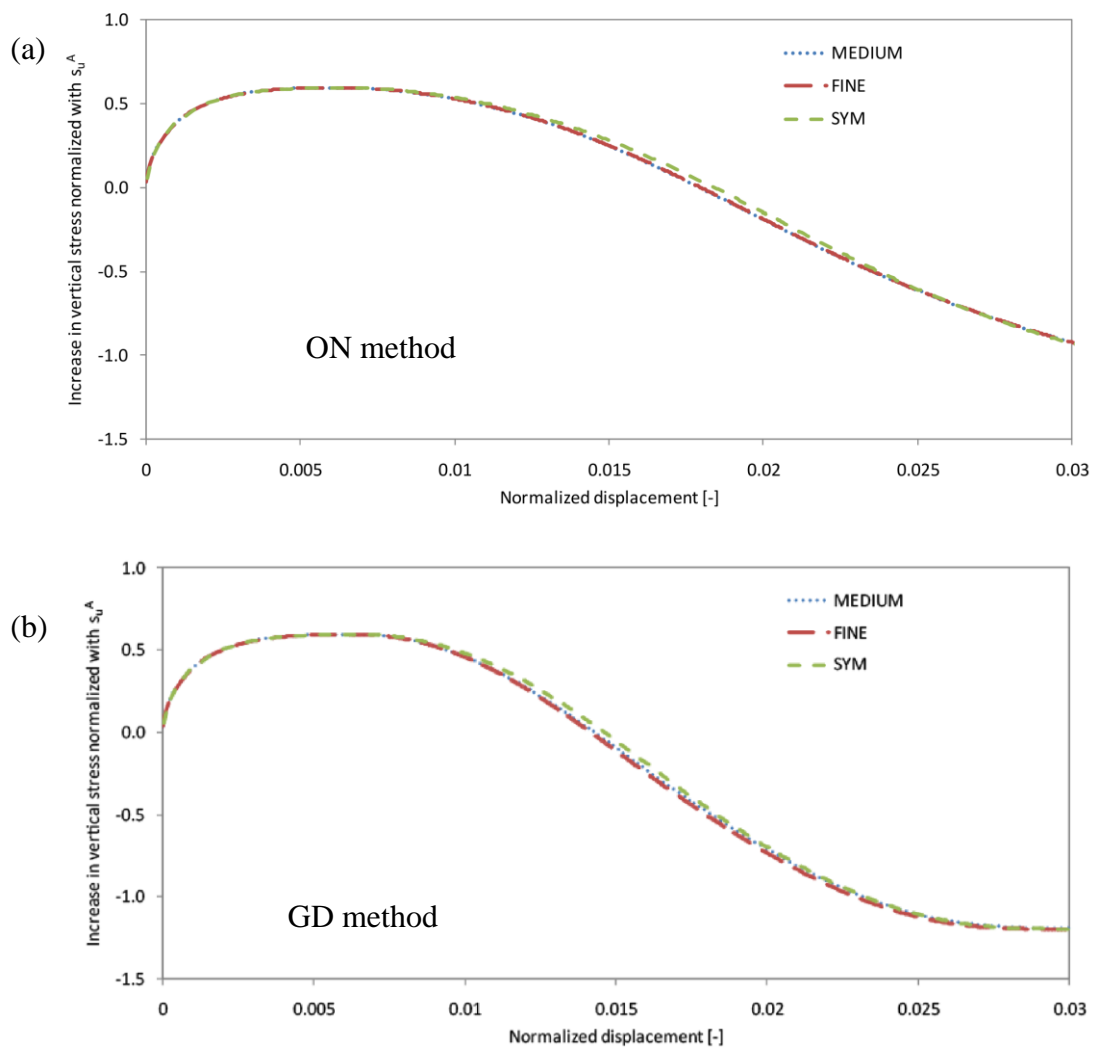 (a)
Increase in vertical stress normalized with s_u^A
1.0
0.5
0.0
-0.5
-1.0
-1.5
MEDIUM
FINE
SYM
ON method
0 0.005 0.01 0.015 0.02 0.025 0.03
Normalized displacement [-]
(b)
Increase in vertical stress normalized with s_u^A
1.0
0.5
0.0
-0.5
-1.0
-1.5
MEDIUM
FINE
SYM
GD method
0 0.005 0.01 0.015 0.02 0.025 0.03
Normalized displacement [-]